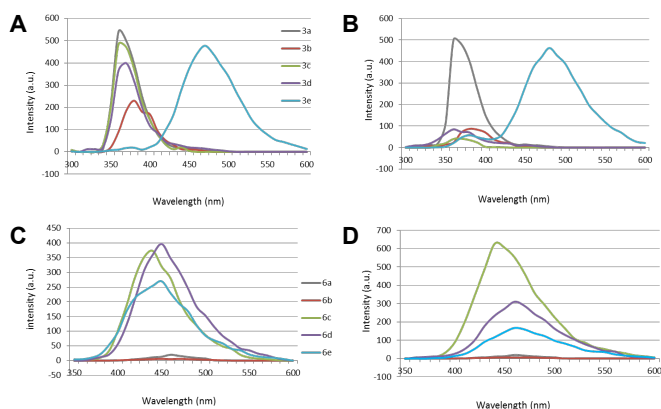 A
Intensity (a.u.)
600
500
400
300
200
100
0
-100
300 350 400 450 500 550 600
Wavelength (nm)
3a
3b
3c
3d
3e
B
Intensity (a.u.)
600
500
400
300
200
100
0
-100
300 350 400 450 500 550 600
Wavelength (nm)
C
intensity (a.u.)
450
400
350
300
250
200
150
100
50
0
-50
350 400 450 500 550 600
Wavelength (nm)
6a
6b
6c
6d
6e
D
Intensity (a.u.)
700
600
500
400
300
200
100
0
-100
350 400 450 500 550 600
Wavelength (nm)